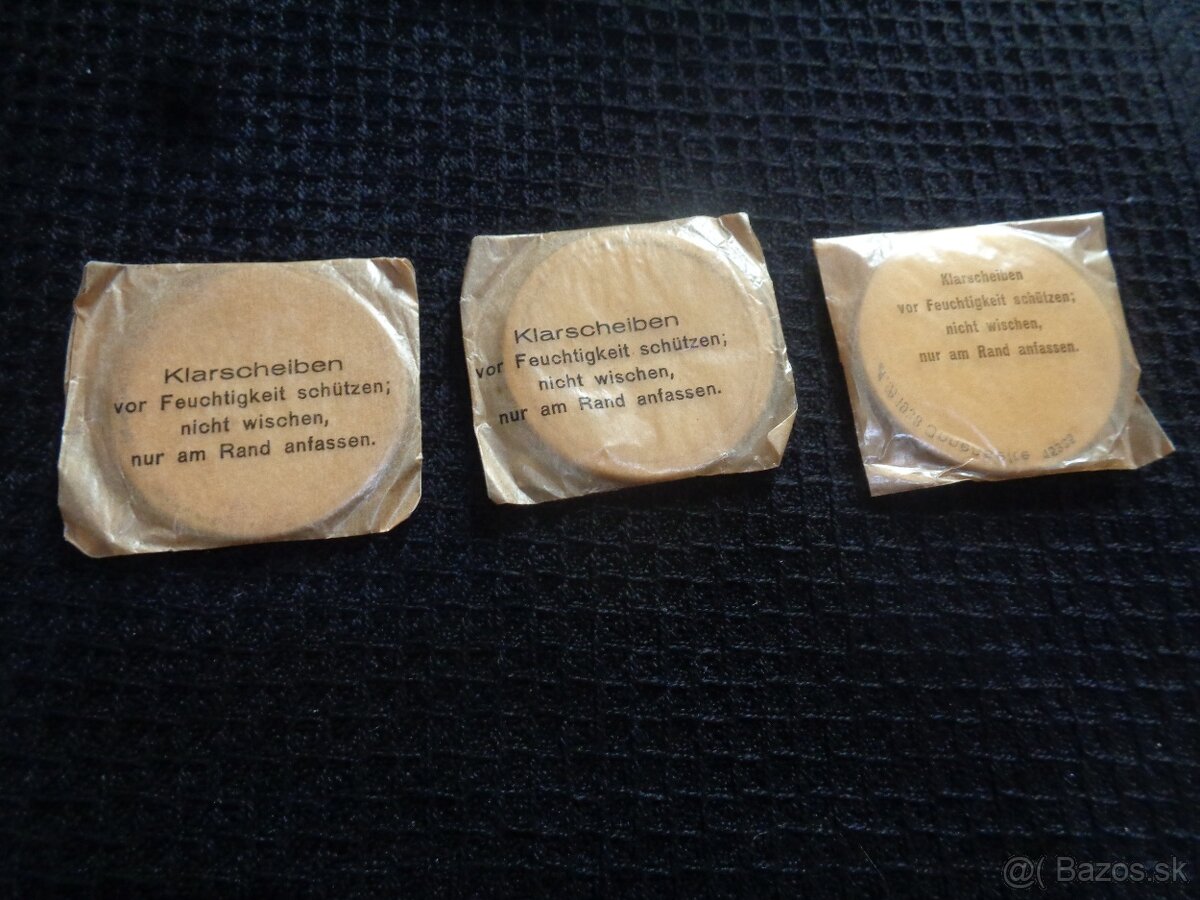 Klarscheiben
vor Feuchtigkeit schützen;
nicht wischen,
nur am Rand anfassen.
Klarscheiben
vor Feuchtigkeit schützen;
nicht wischen,
nur am Rand anfassen.
Klarscheiben
vor Feuchtigkeit schützen;
nicht wischen,
nur am Rand anfassen.
@( Bazos.sk